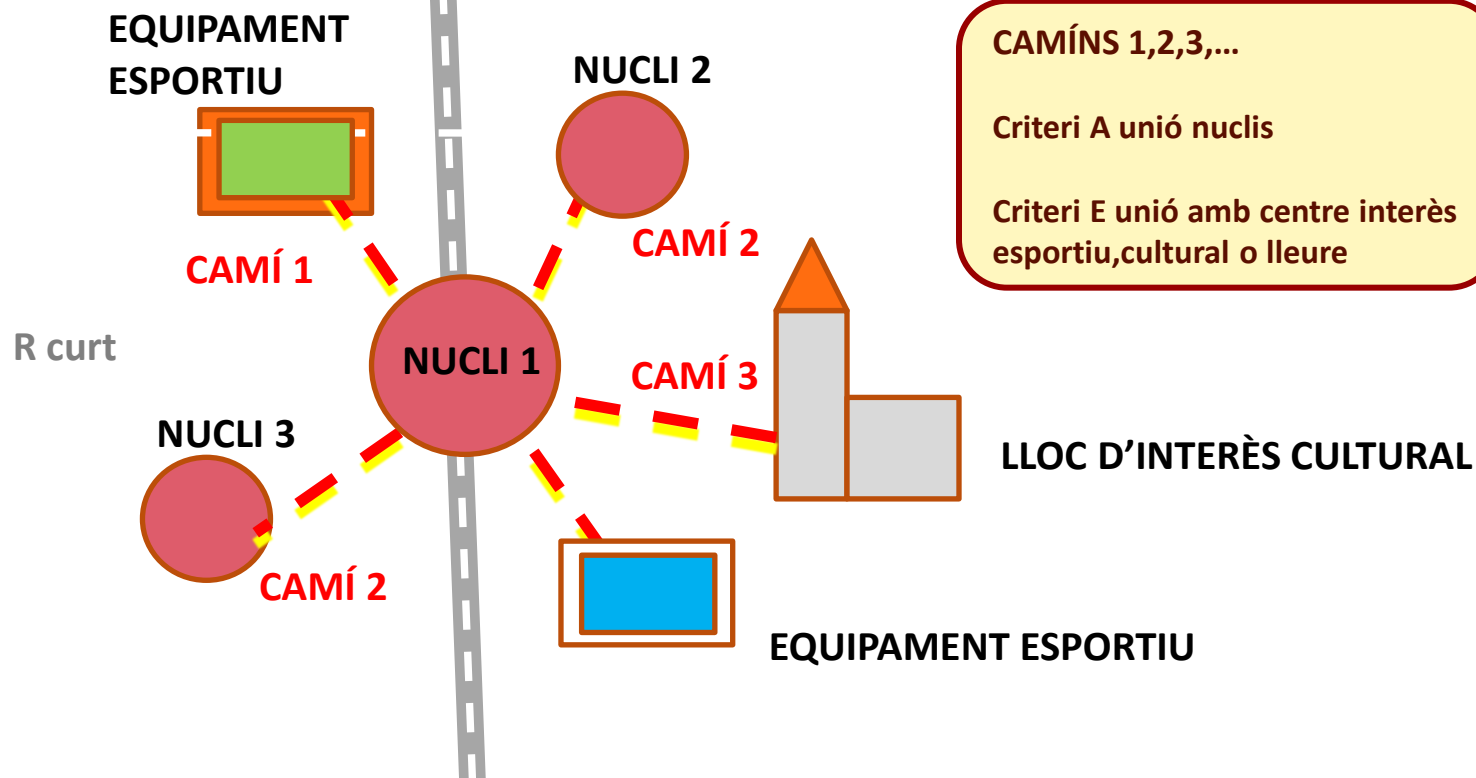 EQUIPAMENT
ESPORTIU
NUCLI 2
CAMÍNS 1,2,3,...
Criteri A unió nuclis
Criteri E unió amb centre interès
esportiu,cultural o lleure
CAMÍ 1
CAMÍ 2
R curt
NUCLI 1
CAMÍ 3
NUCLI 3
LLOC D'INTERÈS CULTURAL
CAMÍ 2
EQUIPAMENT ESPORTIU